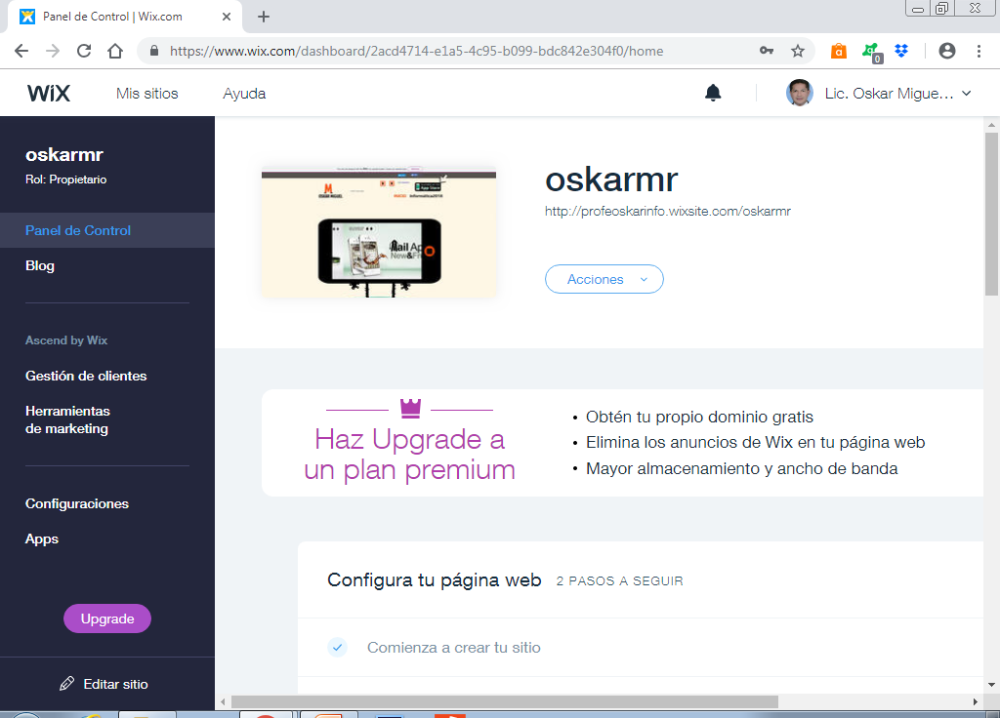 Panel de Control | Wix.com
https://www.wix.com/dashboard/2acd4714-e1a5-4c95-b099-bdc842e304f0/home
0
WiX
Mis sitios
Ayuda
Lic. Oskar Migue...
oskarmr
Rol: Propietario
Panel de Control
Blog
Ascend by Wix
Gestión de clientes
Herramientas
de marketing
Configuraciones
Apps
Upgrade
Editar sitio
oskarmr
http://profeoskarinfo.wixsite.com/oskarmr
Acciones
Haz Upgrade a
un plan premium
• Obtén tu propio dominio gratis
• Elimina los anuncios de Wix en tu página web
• Mayor almacenamiento y ancho de banda
Configura tu página web
2 PASOS A SEGUIR
Comienza a crear tu sitio